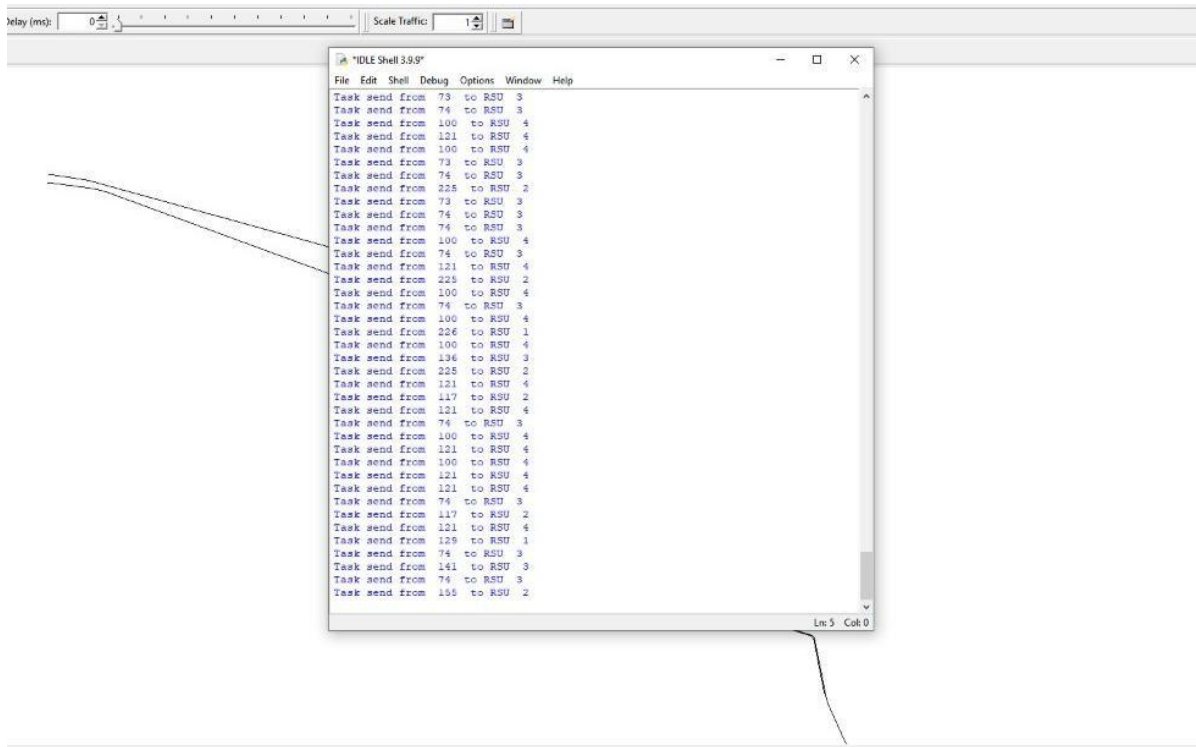 Delay (ms): 0 Scale Traffic: 1
*IDLE Shell 3.9.9*
File Edit Shell Debug Options Window Help
Task send from 73 to RSU 3
Task send from 74 to RSU 3
Task send from 100 to RSU 4
Task send from 121 to RSU 4
Task send from 100 to RSU 4
Task send from 73 to RSU 3
Task send from 74 to RSU 3
Task send from 225 to RSU 2
Task send from 73 to RSU 3
Task send from 74 to RSU 3
Task send from 74 to RSU 3
Task send from 100 to RSU 4
Task send from 74 to RSU 3
Task send from 121 to RSU 4
Task send from 225 to RSU 2
Task send from 100 to RSU 4
Task send from 74 to RSU 3
Task send from 100 to RSU 4
Task send from 226 to RSU 1
Task send from 100 to RSU 4
Task send from 136 to RSU 3
Task send from 225 to RSU 2
Task send from 121 to RSU 4
Task send from 117 to RSU 2
Task send from 121 to RSU 4
Task send from 74 to RSU 3
Task send from 100 to RSU 4
Task send from 121 to RSU 4
Task send from 100 to RSU 4
Task send from 121 to RSU 4
Task send from 121 to RSU 4
Task send from 74 to RSU 3
Task send from 117 to RSU 2
Task send from 121 to RSU 4
Task send from 129 to RSU 1
Task send from 74 to RSU 3
Task send from 141 to RSU 3
Task send from 74 to RSU 3
Task send from 155 to RSU 2
Ln: 5 Col: 0